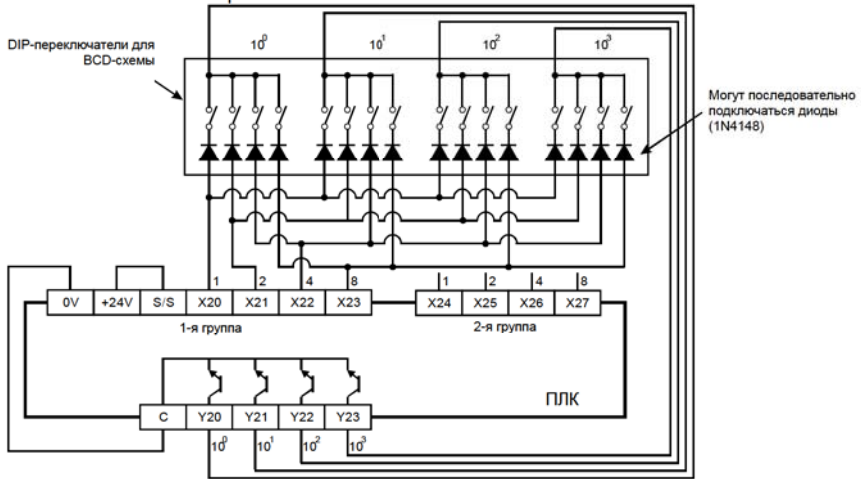 DIP-переключатели для
BCD-схемы
10⁰ 10¹ 10² 10³
Могут последовательно
подключаться диоды
(1N4148)
1 2 4 8 1 2 4 8
0V +24V S/S X20 X21 X22 X23 X24 X25 X26 X27
1-я группа 2-я группа
ПЛК
C Y20 Y21 Y22 Y23
10⁰ 10¹ 10² 10³